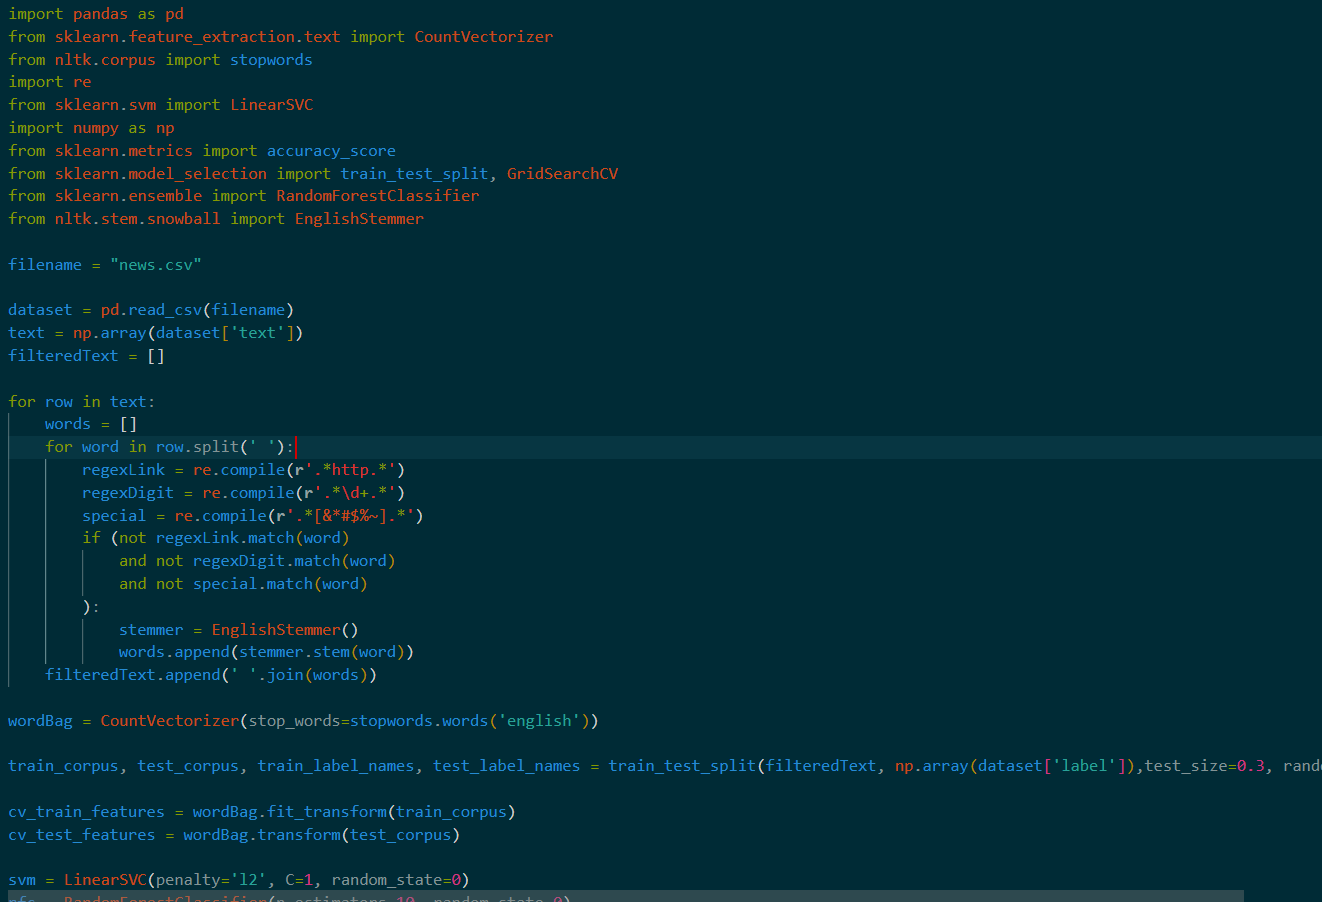 import pandas as pd
from sklearn.feature_extraction.text import CountVectorizer
from nltk.corpus import stopwords
import re
from sklearn.svm import LinearSVC
import numpy as np
from sklearn.metrics import accuracy_score
from sklearn.model_selection import train_test_split, GridSearchCV
from sklearn.ensemble import RandomForestClassifier
from nltk.stem.snowball import EnglishStemmer

filename = "news.csv"

dataset = pd.read_csv(filename)
text = np.array(dataset['text'])
filteredText = []

for row in text:
    words = []
    for word in row.split(' '):
        regexLink = re.compile(r'.*http.*')
        regexDigit = re.compile(r'.*\d+.*')
        special = re.compile(r'.*[&*#$%~].*')
        if (not regexLink.match(word)
            and not regexDigit.match(word)
            and not special.match(word)
        ):
            stemmer = EnglishStemmer()
            words.append(stemmer.stem(word))
    filteredText.append(' '.join(words))

wordBag = CountVectorizer(stop_words=stopwords.words('english'))

train_corpus, test_corpus, train_label_names, test_label_names = train_test_split(filteredText, np.array(dataset['label']),test_size=0.3, rand

cv_train_features = wordBag.fit_transform(train_corpus)
cv_test_features = wordBag.transform(test_corpus)

svm = LinearSVC(penalty='l2', C=1, random_state=0)